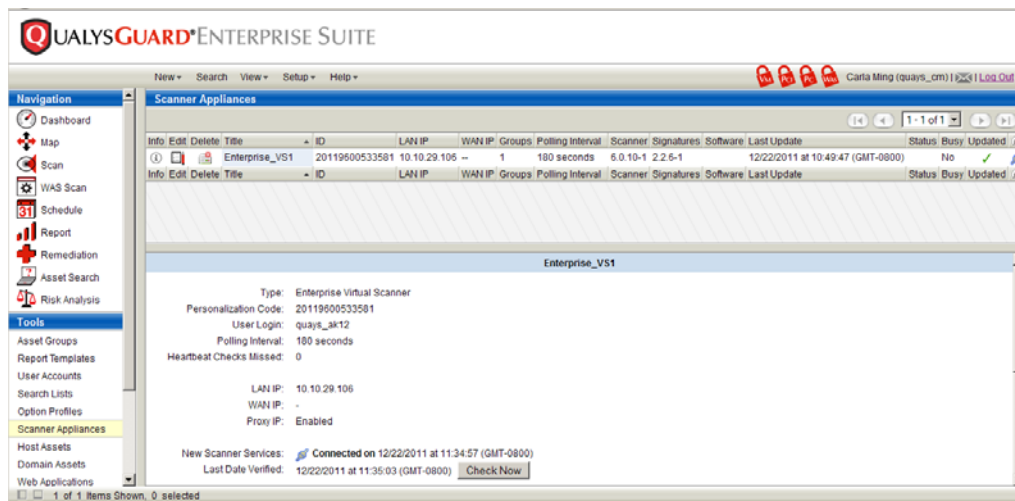 QUALYSGUARD® ENTERPRISE SUITE
New Search View Setup Help
VM PCI PC WAS Carla Ming (quays_cm) | | Log Out
Navigation
Dashboard
Map
Scan
WAS Scan
31 Schedule
Report
Remediation
Asset Search
Risk Analysis
Tools
Asset Groups
Report Templates
User Accounts
Search Lists
Option Profiles
Scanner Appliances
Host Assets
Domain Assets
Web Applications
Scanner Appliances
1 - 1 of 1
Info Edit Delete Title ID LAN IP WAN IP Groups Polling Interval Scanner Signatures Software Last Update Status Busy Updated
Enterprise_VS1 20119600533581 10.10.29.106 -- 1 180 seconds 6.0.10-1 2.2.6-1 12/22/2011 at 10:49:47 (GMT-0800) No
Info Edit Delete Title ID LAN IP WAN IP Groups Polling Interval Scanner Signatures Software Last Update Status Busy Updated
Enterprise_VS1
Type: Enterprise Virtual Scanner
Personalization Code: 20119600533581
User Login: quays_ak12
Polling Interval: 180 seconds
Heartbeat Checks Missed: 0
LAN IP: 10.10.29.106
WAN IP: -
Proxy IP: Enabled
New Scanner Services: Connected on 12/22/2011 at 11:34:57 (GMT-0800)
Last Date Verified: 12/22/2011 at 11:35:03 (GMT-0800) Check Now
1 of 1 Items Shown, 0 selected